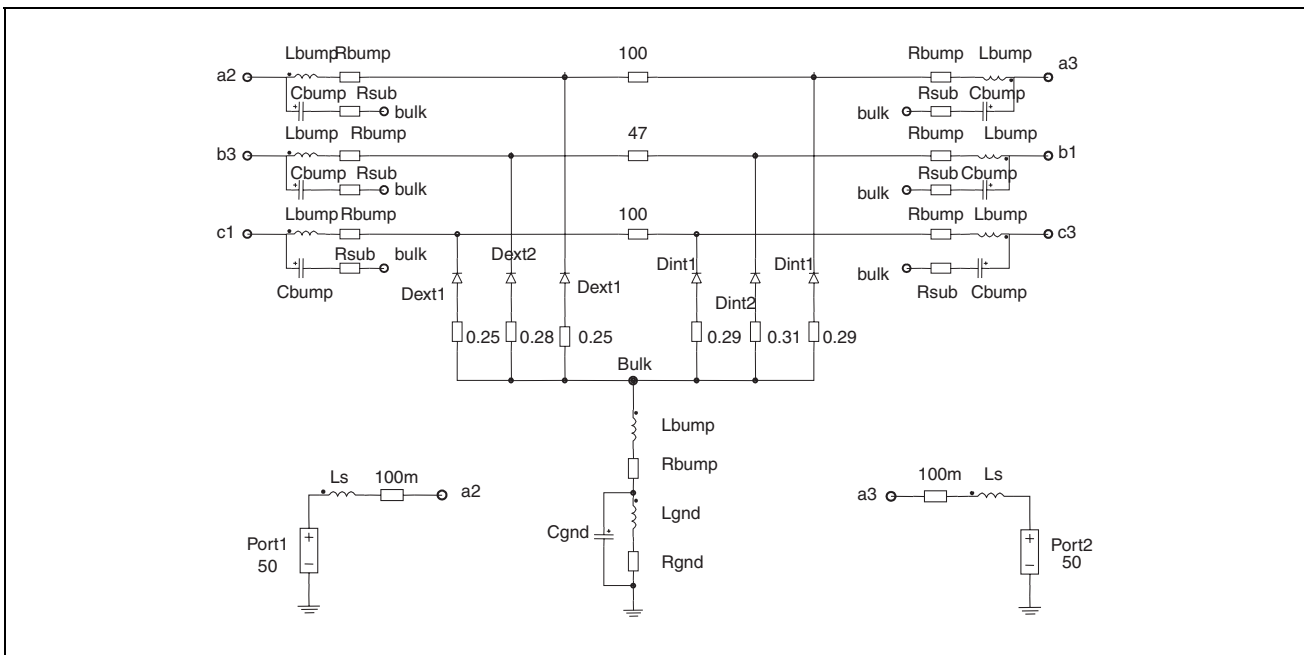 LbumpRbump 100 Rbump Lbump
a2 a3
Cbump Rsub bulk Rsub Cbump bulk
Lbump Rbump 47 Rbump Lbump
b3 b1
Cbump Rsub bulk Rsub Cbump bulk
Lbump Rbump 100 Rbump Lbump
c1 c3
Rsub bulk Dext2 Dint1 Dint1 bulk
Cbump Dext1 Dext1 Dint2 Rsub Cbump
0.25 0.28 0.25 0.29 0.31 0.29
Bulk
Lbump
Rbump
Ls 100m a2 a3 100m Ls
Lgnd
Cgnd
Rgnd
Port1 Port2
50 50